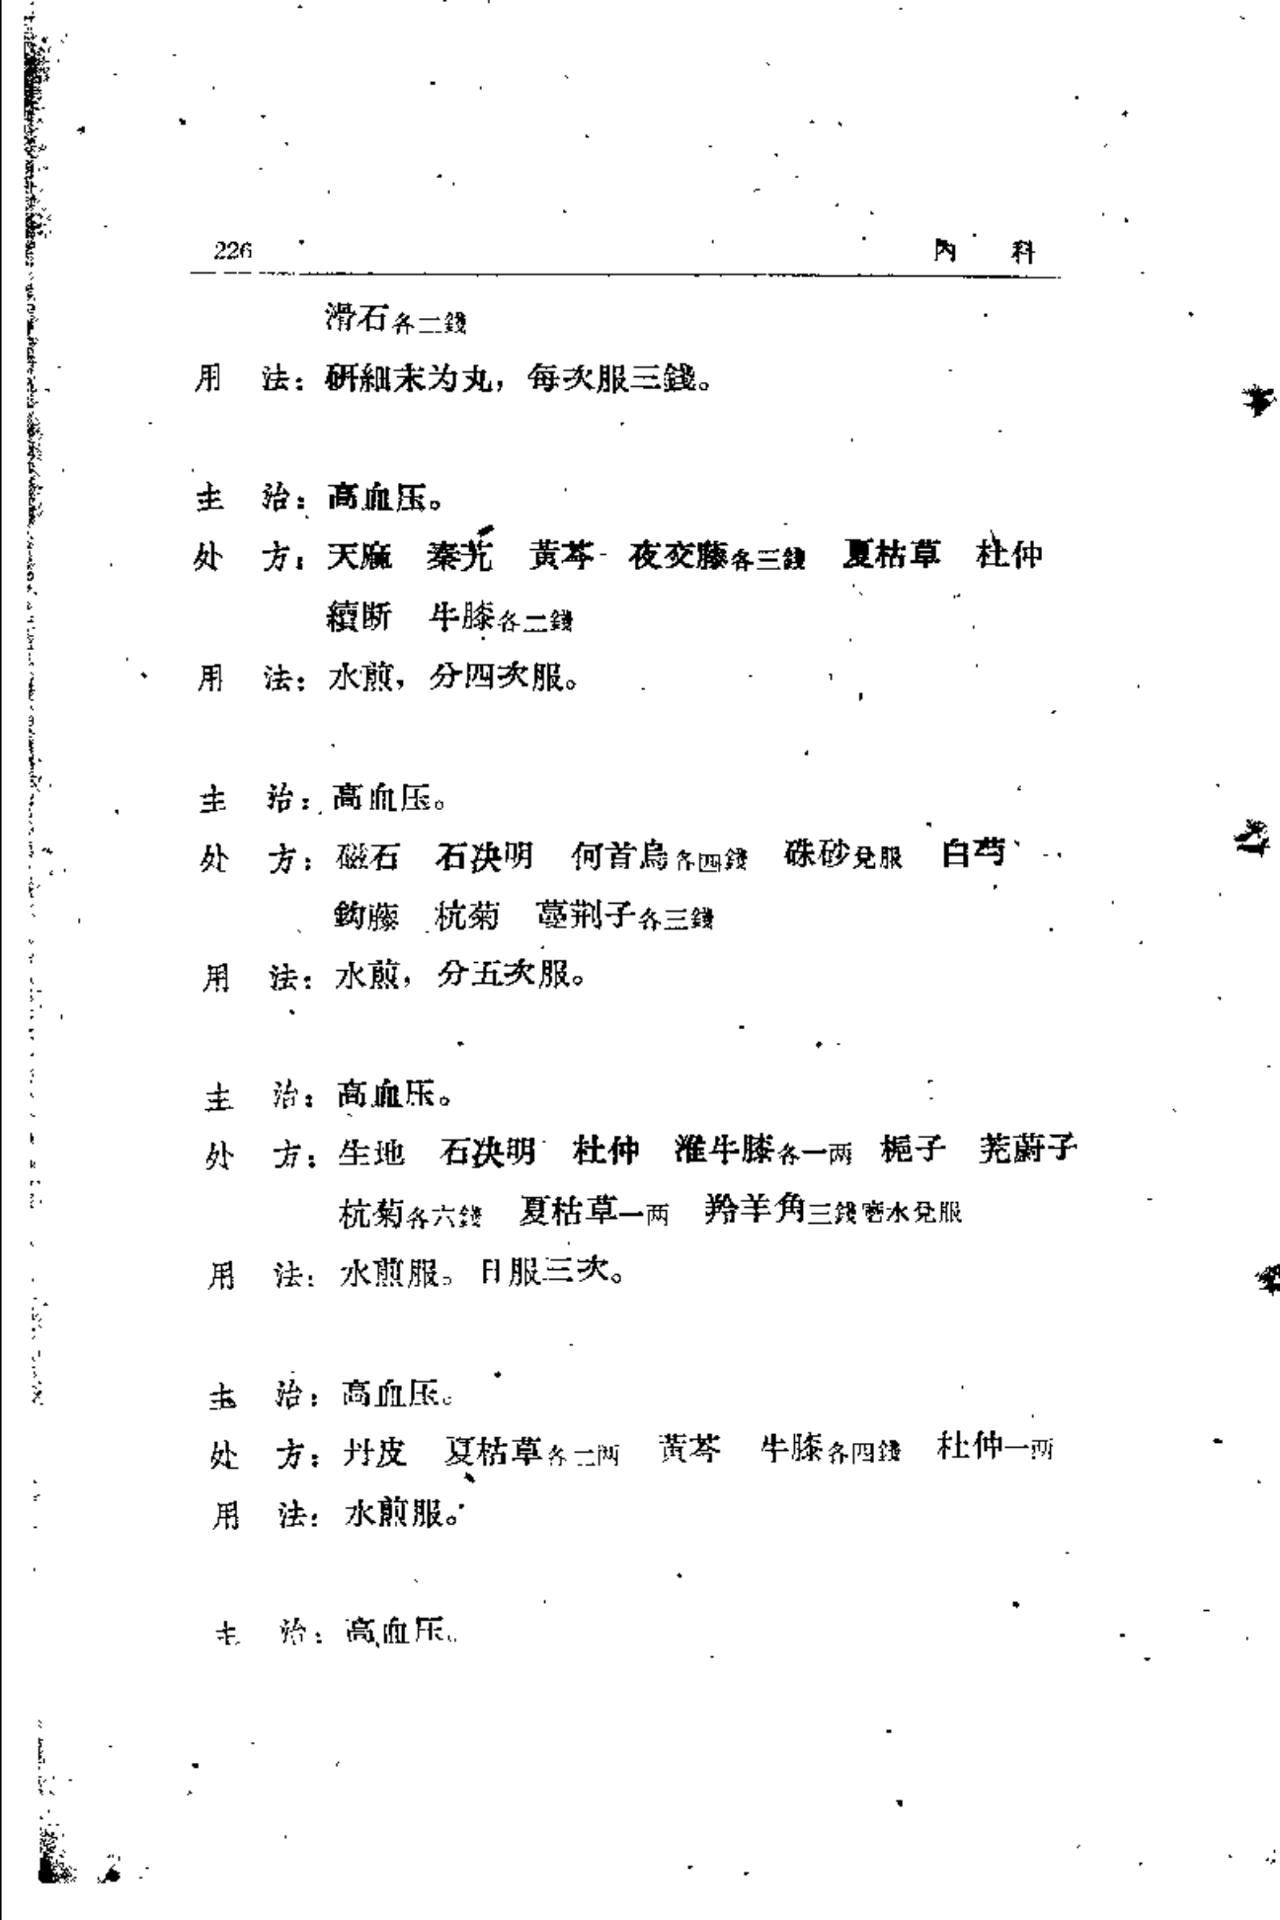 226 內 科
滑石各二錢
用 法：研細末为丸，每次服三錢。
主 治：高血压。
处 方：天麻 秦艽 黃芩 夜交藤各三錢 夏枯草 杜仲
續断 牛膝各二錢
用 法：水煎，分四次服。
主 治：高血压。
处 方：磁石 石决明 何首烏各四錢 硃砂兌服 白芍
鈎藤 杭菊 蔓荆子各三錢
用 法：水煎，分五次服。
主 治：高血压。
处 方：生地 石决明 杜仲 淮牛膝各一两 梔子 茺蔚子
杭菊各六錢 夏枯草一两 羚羊角三錢磨水兌服
用 法：水煎服。日服三次。
主 治：高血压。
处 方：丹皮 夏枯草各二两 黃芩 牛膝各四錢 杜仲一两
用 法：水煎服。
主 治：高血压。